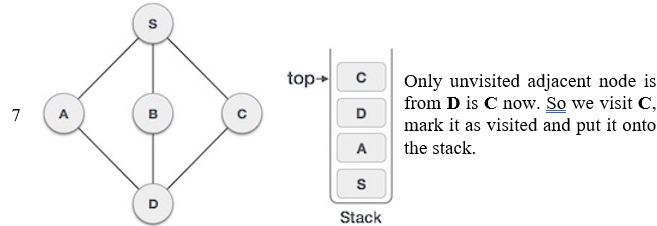 S
top
C
Only unvisited adjacent node is
from D is C now. So we visit C,
7
A
B
C
D
mark it as visited and put it onto
A
the stack.
S
D
Stack